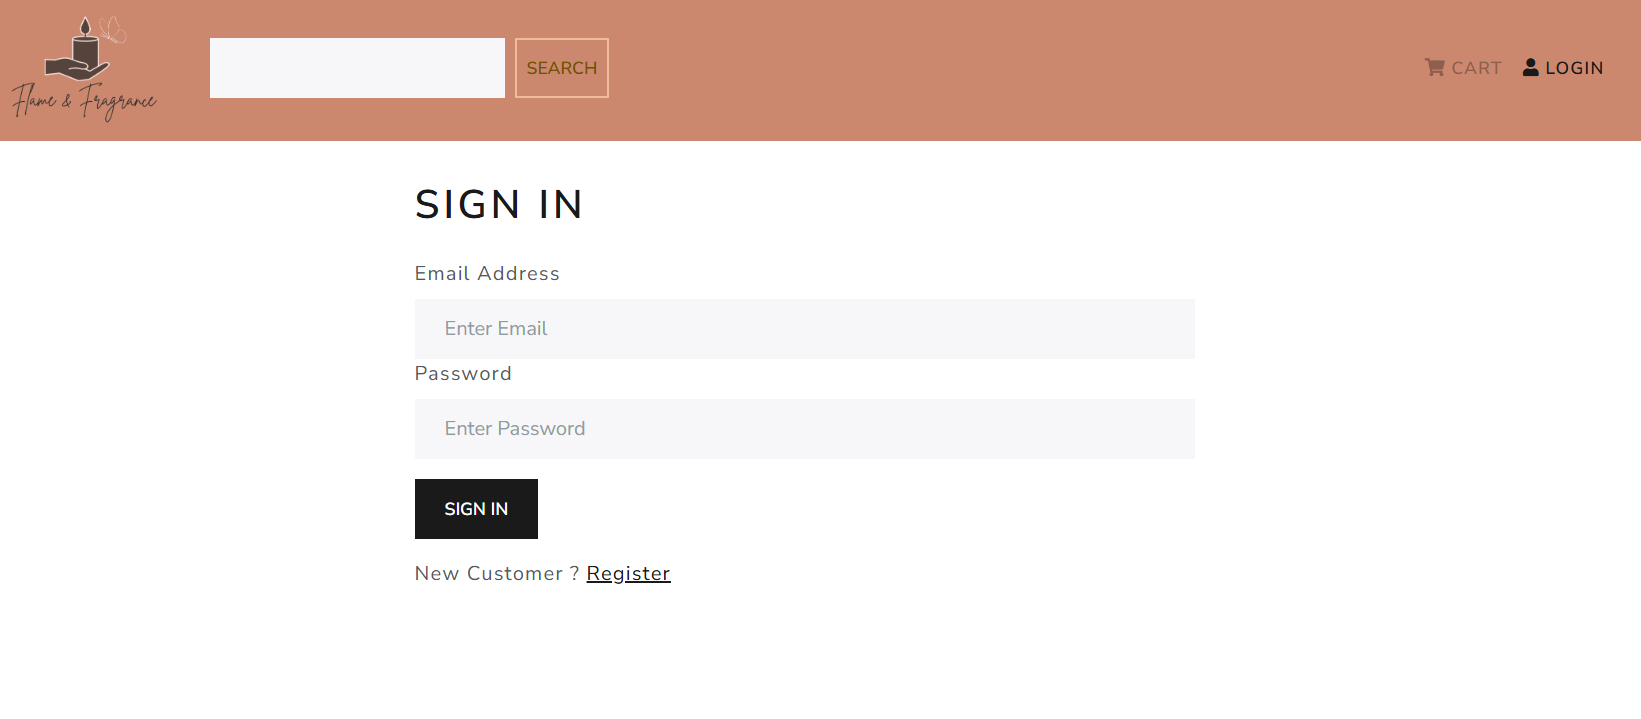 Flame & Fragrance
SEARCH
CART
LOGIN
SIGN IN
Email Address
Enter Email
Password
Enter Password
SIGN IN
New Customer ? Register